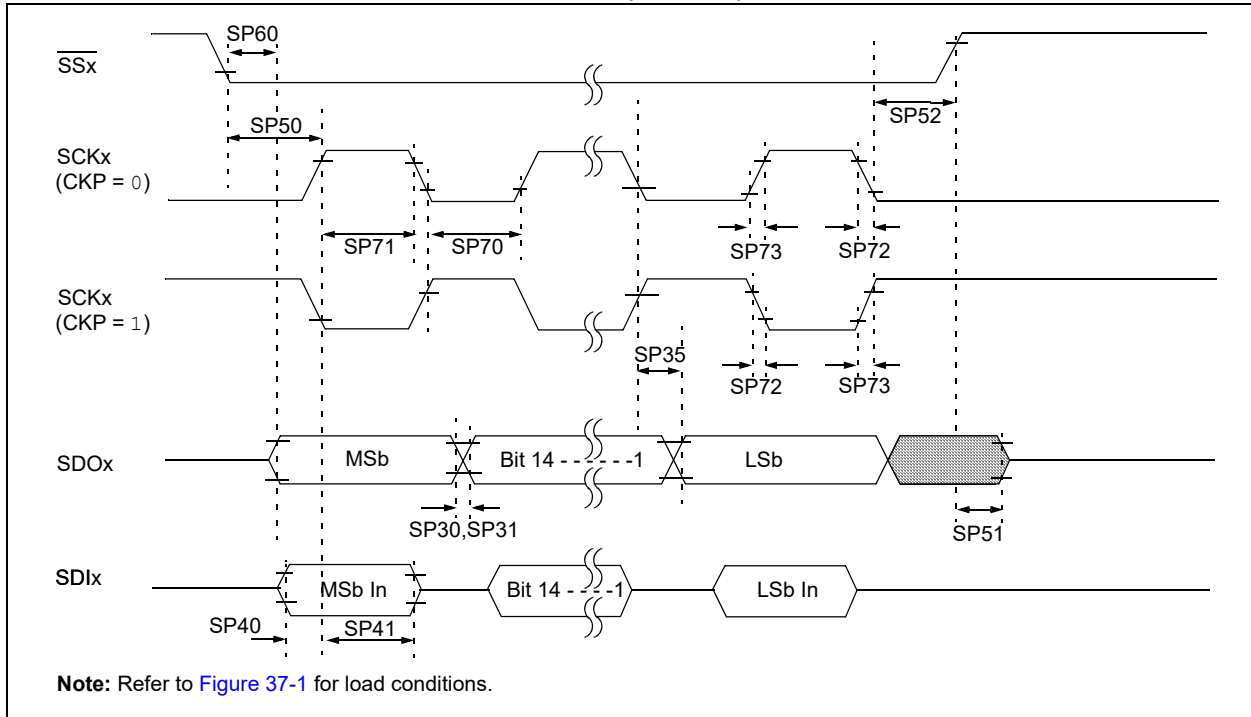 SP60
SSx
SP50
SP52
SCKx
(CKP = 0)
SP71
SP70
SP73
SP72
SCKx
(CKP = 1)
SP35
SP72
SP73
SDOx
MSb
Bit 14 - - - - - -1
LSb
SP30,SP31
SP51
SDIx
MSb In
Bit 14 - - - -1
LSb In
SP40
SP41
Note: Refer to Figure 37-1 for load conditions.